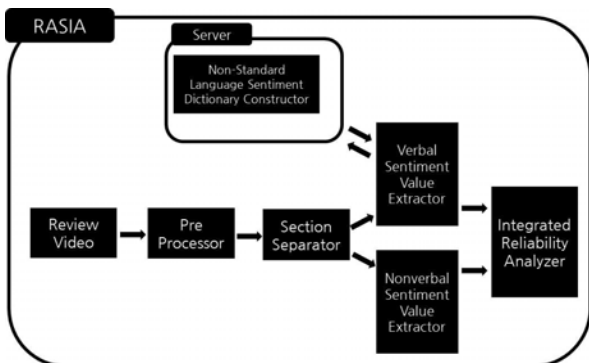 RASIA
Server
Non-Standard
Language Sentiment
Dictionary Constructor
Verbal
Sentiment
Value
Extractor
Review
Video
Pre
Processor
Section
Separator
Integrated
Reliability
Analyzer
Nonverbal
Sentiment
Value
Extractor